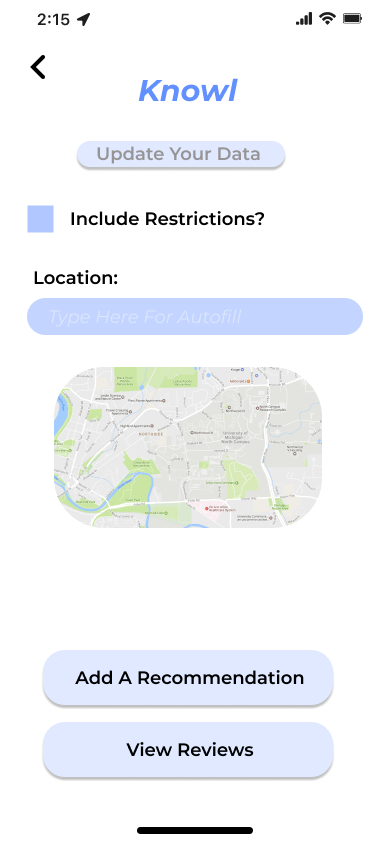 2:15
Knowl
Update Your Data
Include Restrictions?
Location:
Type Here For Autofill
NORTHSIDE
University of
Michigan
North Campus
Add A Recommendation
View Reviews